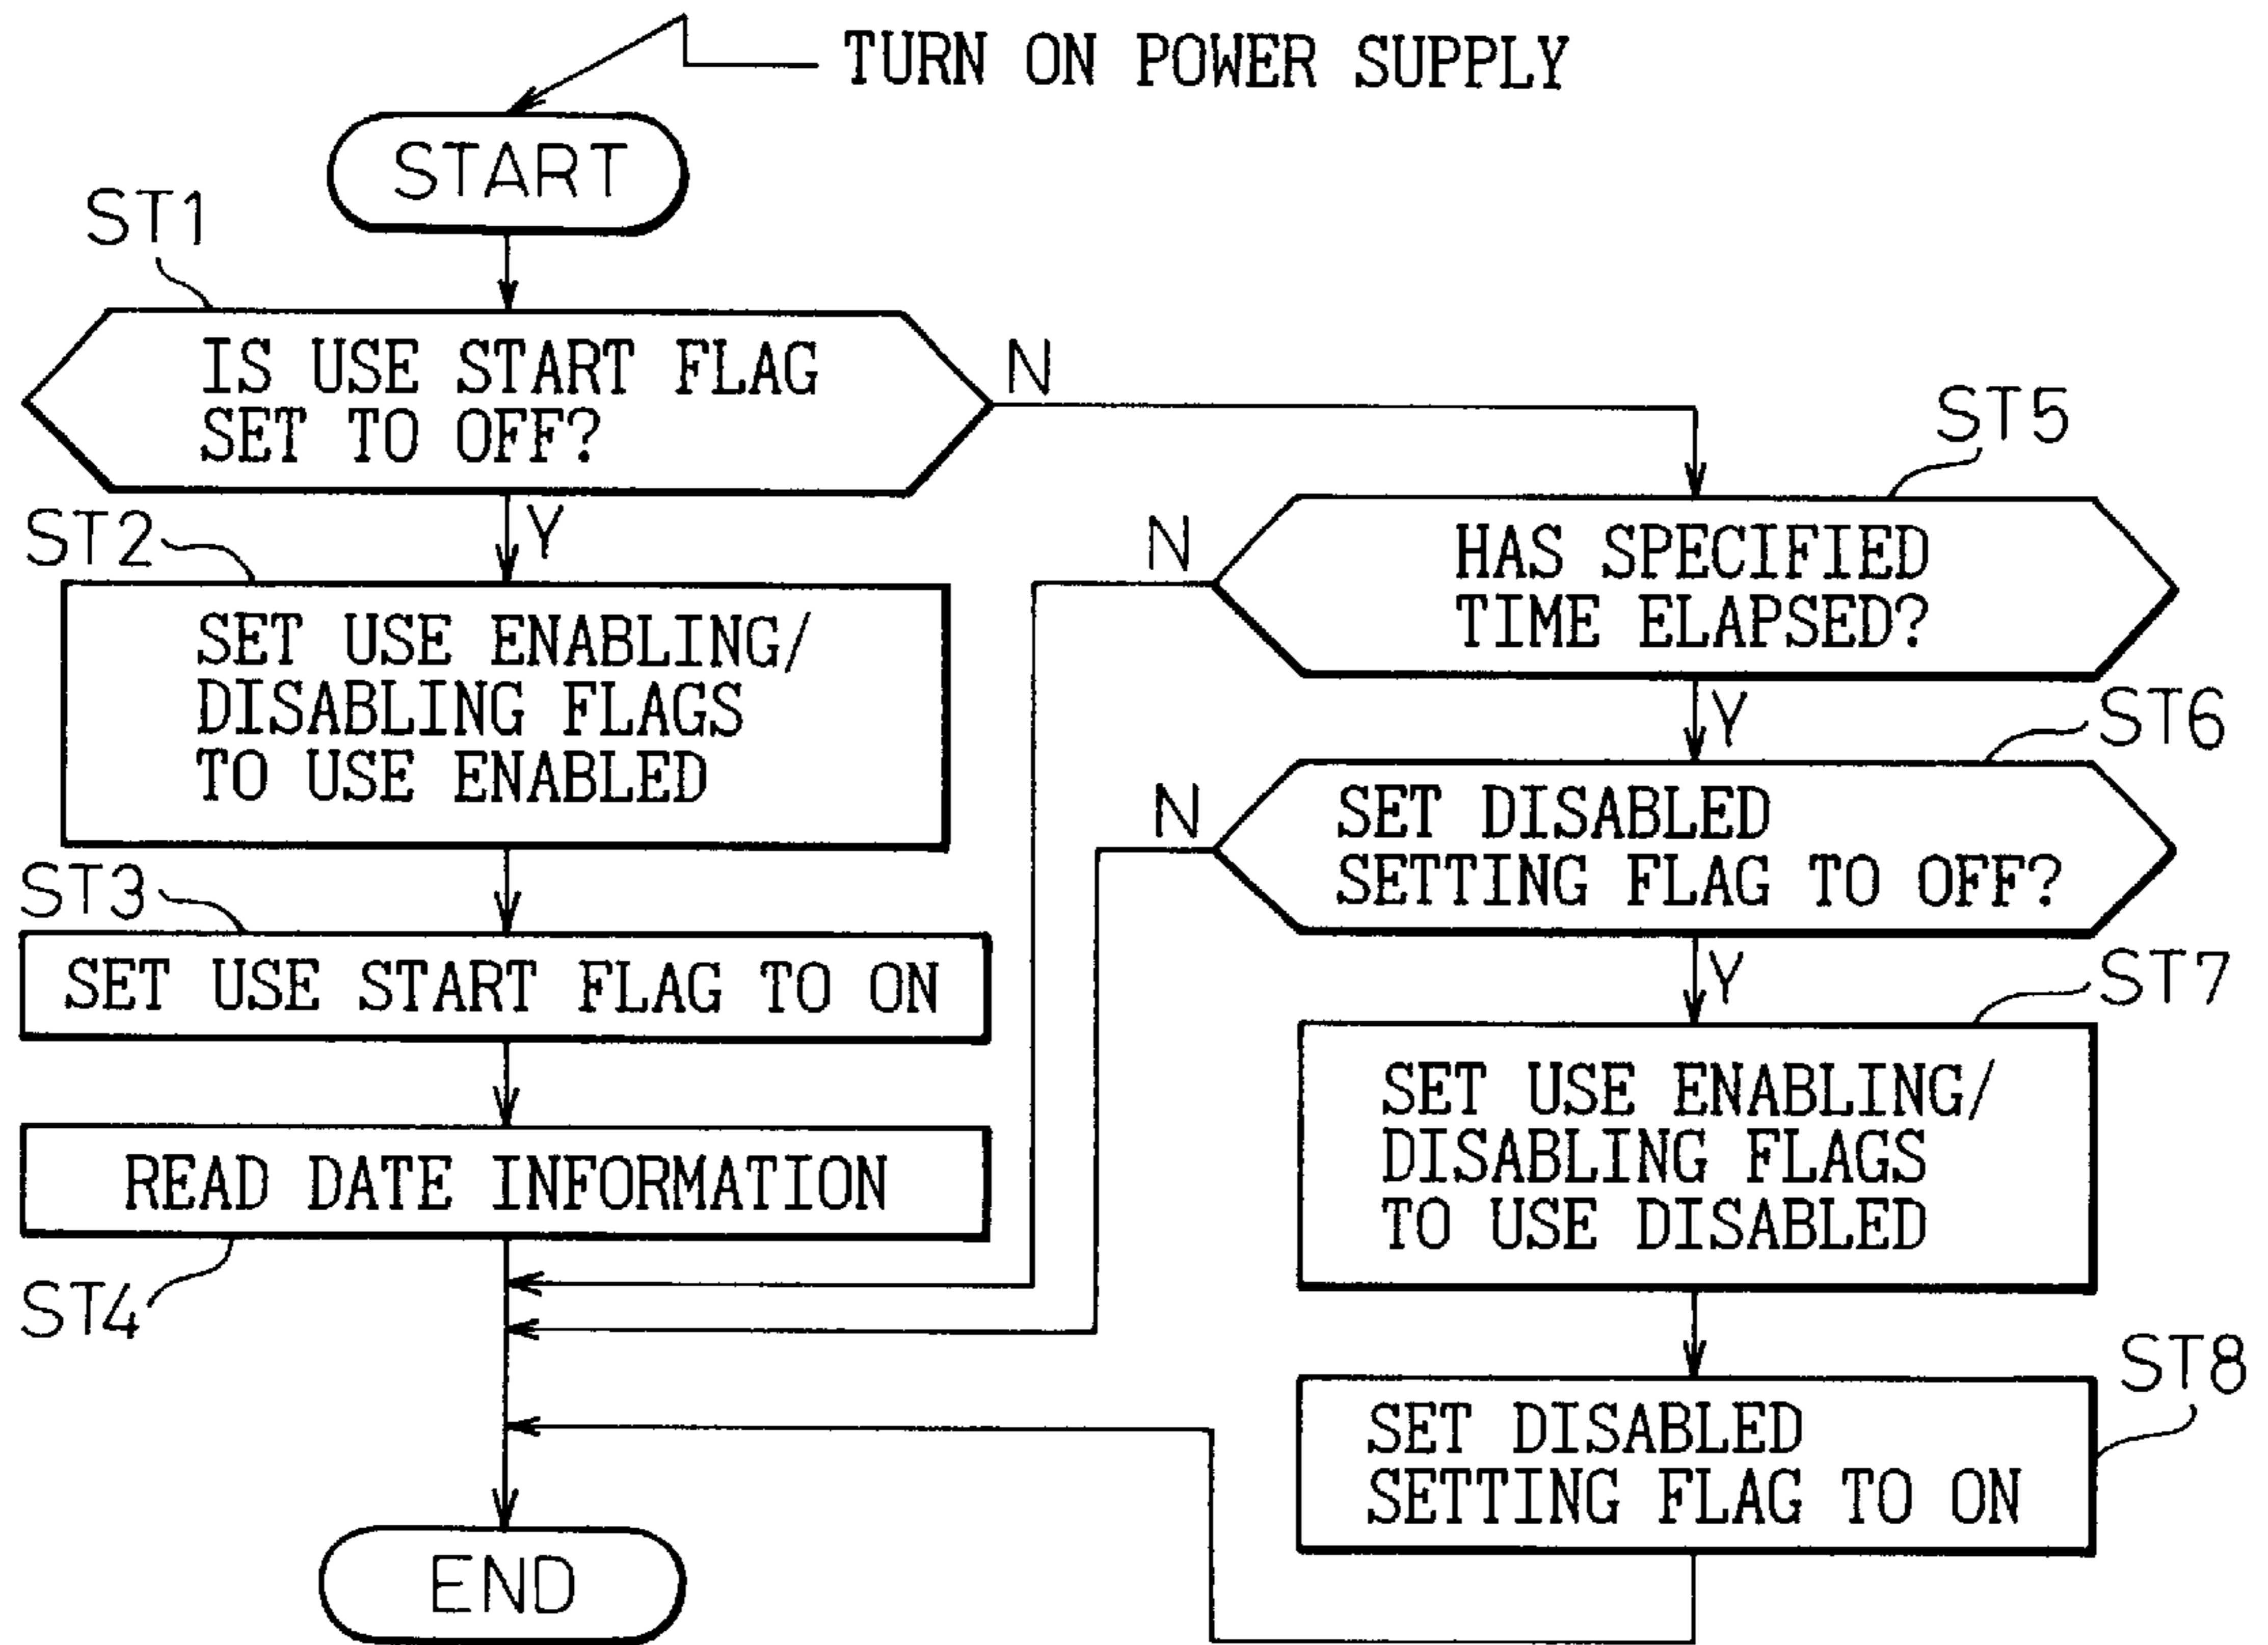 TURN ON POWER SUPPLY
START
ST1
IS USE START FLAG
SET TO OFF?
N
Y
ST2
SET USE ENABLING/
DISABLING FLAGS
TO USE ENABLED
ST3
SET USE START FLAG TO ON
READ DATE INFORMATION
ST4
END
ST5
HAS SPECIFIED
TIME ELAPSED?
N
Y
ST6
SET DISABLED
SETTING FLAG TO OFF?
N
Y
ST7
SET USE ENABLING/
DISABLING FLAGS
TO USE DISABLED
ST8
SET DISABLED
SETTING FLAG TO ON